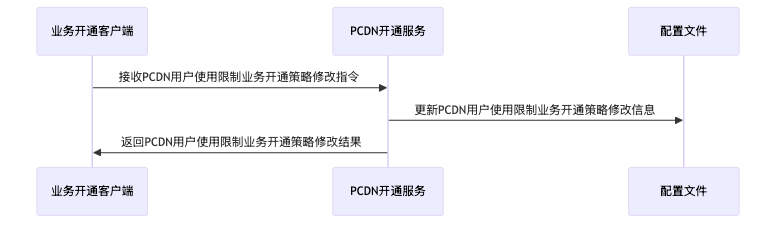 业务开通客户端
PCDN开通服务
配置文件
接收PCDN用户使用限制业务开通策略修改指令
更新PCDN用户使用限制业务开通策略修改信息
返回PCDN用户使用限制业务开通策略修改结果
业务开通客户端
PCDN开通服务
配置文件